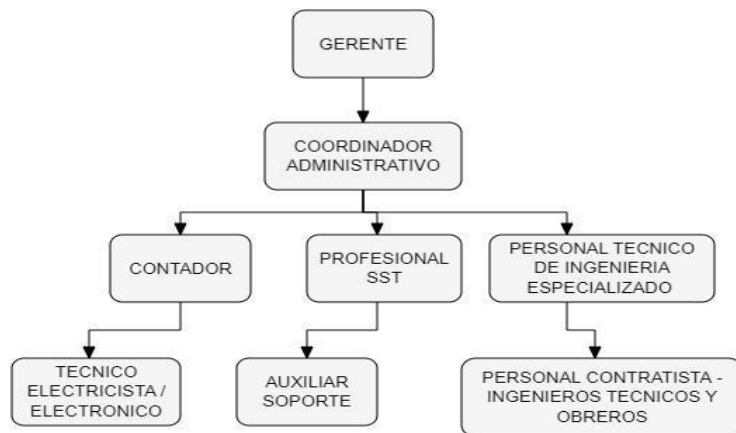 GERENTE
COORDINADOR
ADMINISTRATIVO
CONTADOR
PROFESIONAL
SST
PERSONAL TECNICO
DE INGENIERIA
ESPECIALIZADO
TECNICO
ELECTRICISTA /
ELECTRONICO
AUXILIAR
SOPORTE
PERSONAL CONTRATISTA -
INGENIEROS TECNICOS Y
OBREROS